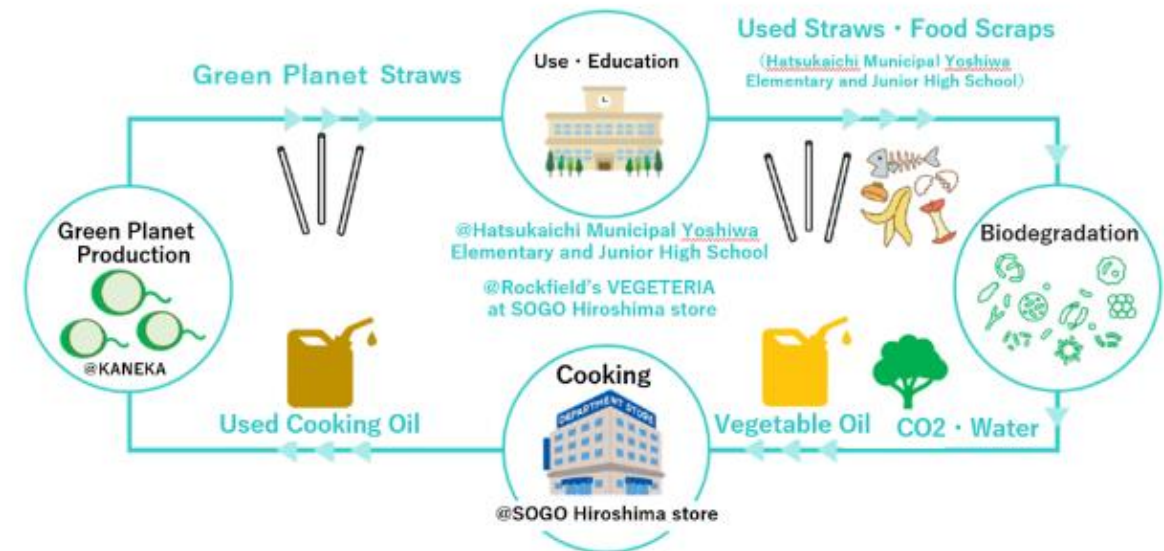 Green Planet Straws
Use・Education
Used Straws・Food Scraps
(Hatsukaichi Municipal Yoshiwa
Elementary and Junior High School)
Green Planet
Production
@KANEKA
@Hatsukaichi Municipal Yoshiwa
Elementary and Junior High School
@Rockfield's VEGETERIA
at SOGO Hiroshima store
Biodegradation
Used Cooking Oil
Cooking
DEPARTMENT STORE
@SOGO Hiroshima store
Vegetable Oil
CO2・Water